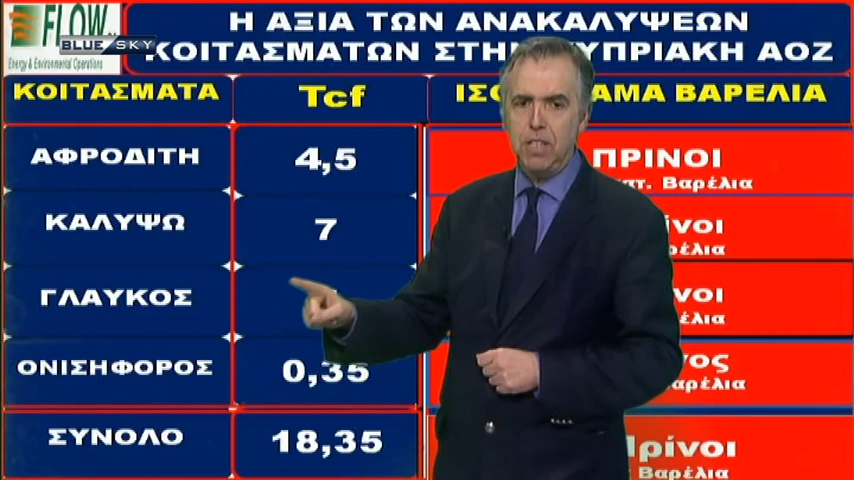 FLOW
Energy & Environmental Operations
BLUE SKY
Η ΑΞΙΑ ΤΩΝ ΑΝΑΚΑΛΥΨΕΩΝ
ΚΟΙΤΑΣΜΑΤΩΝ ΣΤΗΝ ΚΥΠΡΙΑΚΗ ΑΟΖ
ΚΟΙΤΑΣΜΑΤΑ Tcf ΒΑΡΕΛΙΑ
ΑΦΡΟΔΙΤΗ 4,5 ΠΡΙΝΟΙ
Βαρέλια
ΚΑΛΥΨΩ 7
ΓΛΑΥΚΟΣ
ΟΝΙΣΗΦΟΡΟΣ 0,35
Βαρέλια
ΣΥΝΟΛΟ 18,35 Πρίνοι
Βαρέλια